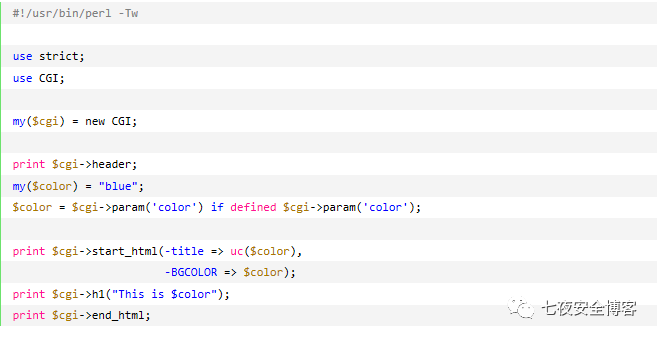 #!/usr/bin/perl -Tw
use strict;
use CGI;
my($cgi) = new CGI;
print $cgi->header;
my($color) = "blue";
$color = $cgi->param('color') if defined $cgi->param('color');
print $cgi->start_html(-title => uc($color),
                       -BGCOLOR => $color);
print $cgi->h1("This is $color");
print $cgi->end_html;
七夜安全博客